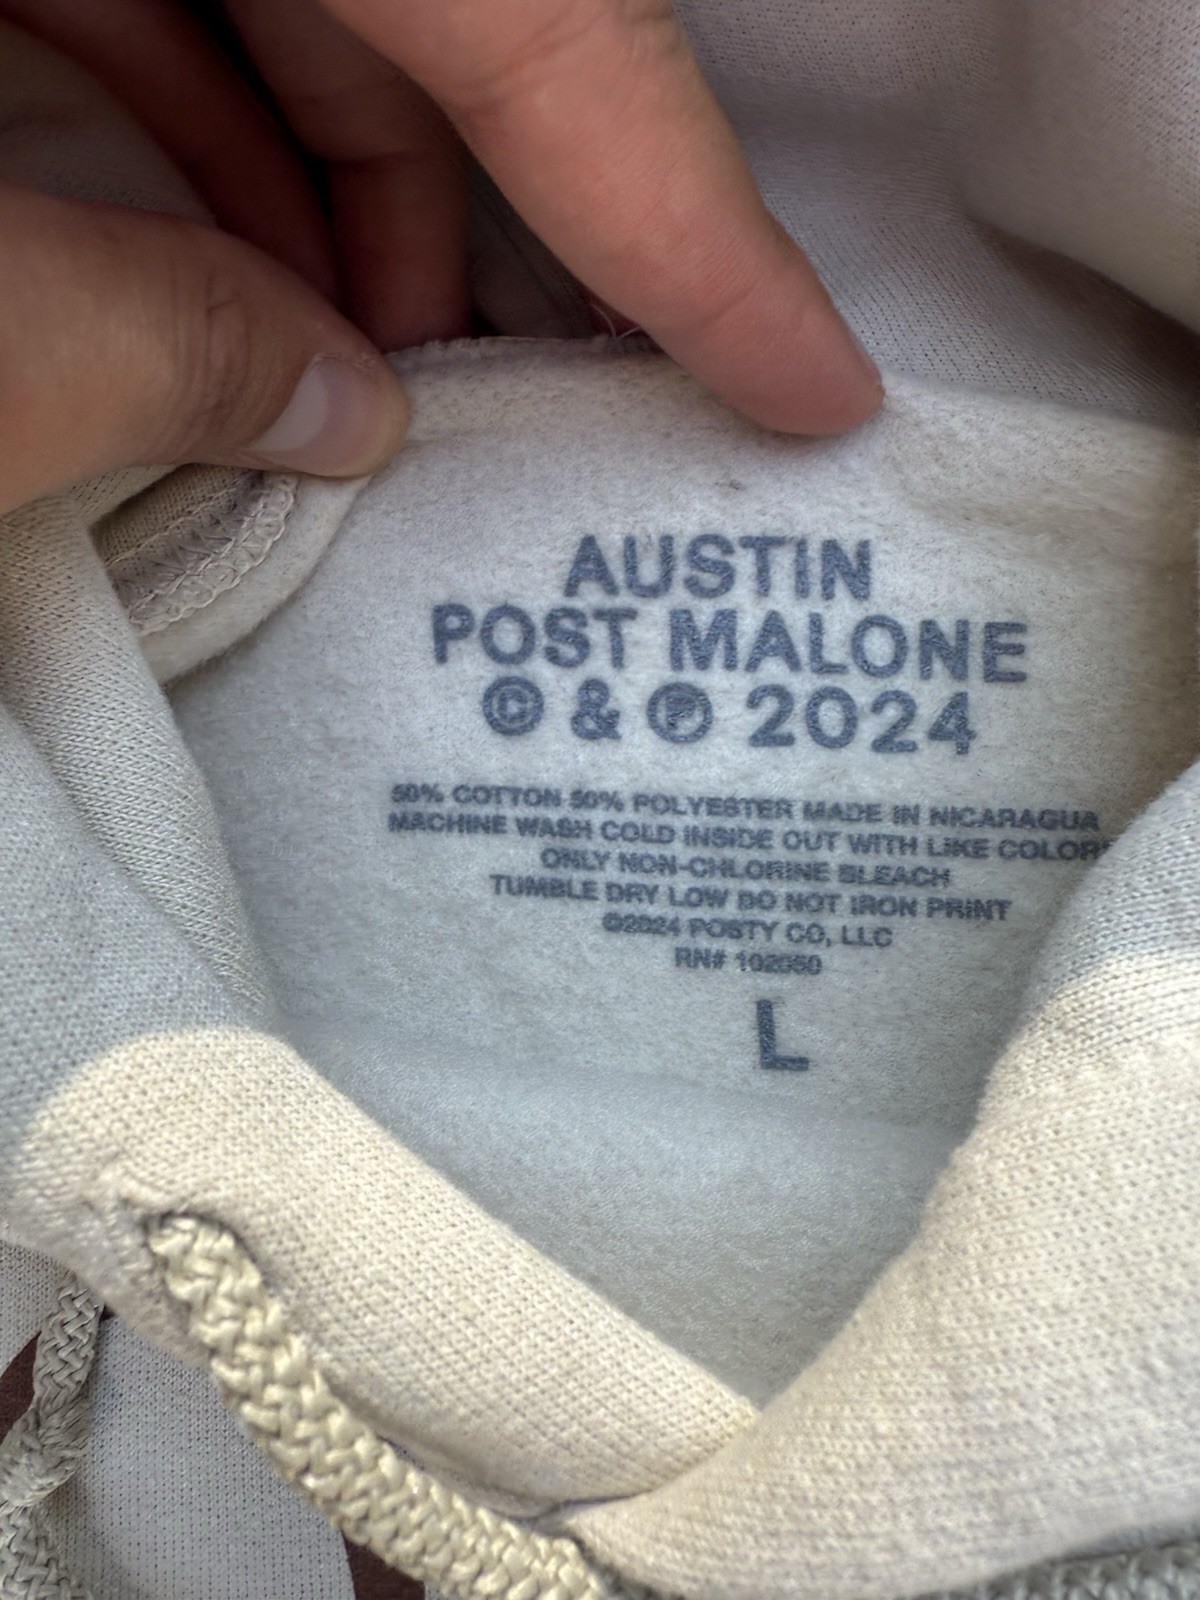 AUSTIN
POST MALONE
© & ℗ 2024
50% COTTON 50% POLYESTER MADE IN NICARAGUA
MACHINE WASH COLD INSIDE OUT WITH LIKE COLORS
ONLY NON-CHLORINE BLEACH
TUMBLE DRY LOW DO NOT IRON PRINT
©2024 POSTY CO, LLC
RN# 102050
L